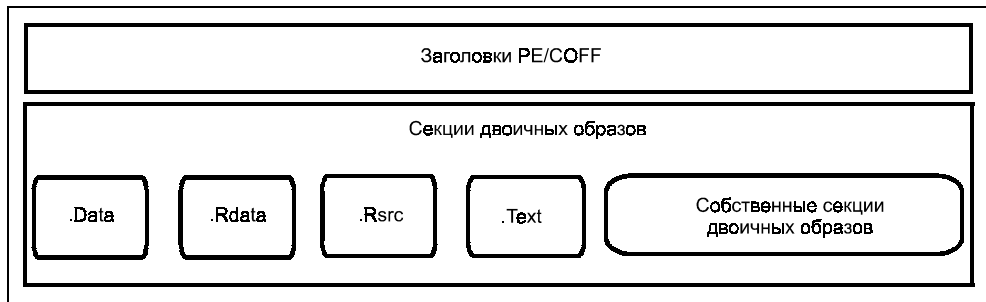 Заголовки PE/COFF
Секции двоичных образов
.Data
.Rdata
.Rsrc
.Text
Собственные секции
двоичных образов